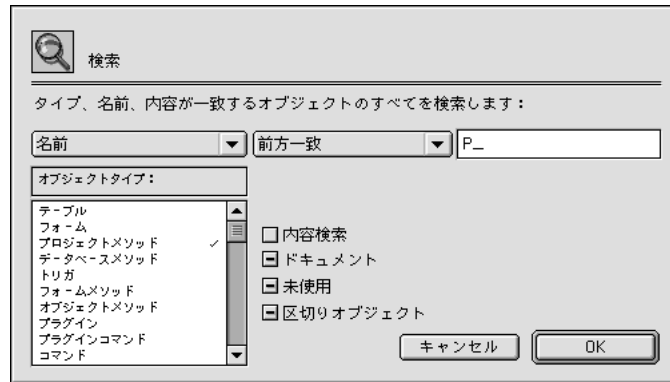 検索
タイプ、名前、内容が一致するオブジェクトのすべてを検索します：
名前 前方一致 P_
オブジェクトタイプ：
テーブル
フォーム
プロジェクトメソッド ✓
データベースメソッド
トリガ
フォームメソッド
オブジェクトメソッド
プラグイン
プラグインコマンド
コマンド
内容検索
ドキュメント
未使用
区切りオブジェクト
キャンセル OK